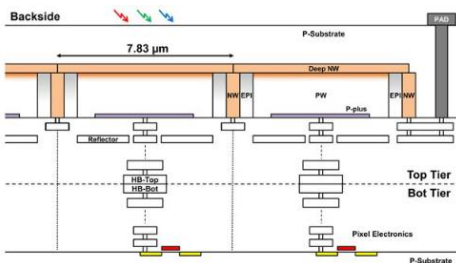 Backside
PAD
P-Substrate
7.83 µm
Deep NW
NW EPI PW EPI NW
P-plus
Reflector
HB-Top
HB-Bot
Top Tier
Bot Tier
Pixel Electronics
P-Substrate